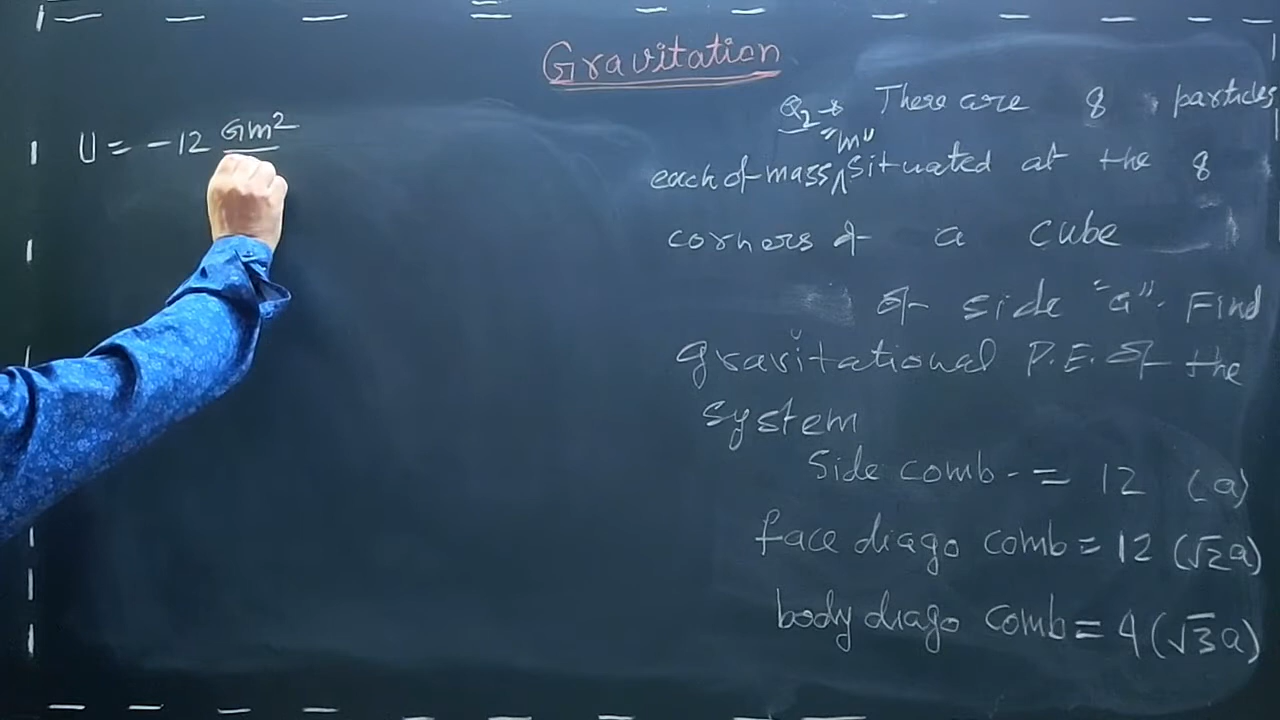 Gravitation
U = -12 Gm²
Q₂ → There are 8 particles
"m"
each of mass ∧ situated at the 8
corners of a cube
of side "a". Find
gravitational P.E. of the
system
Side comb = 12 (a)
face diago comb = 12 (√2a)
body diago comb = 4 (√3a)